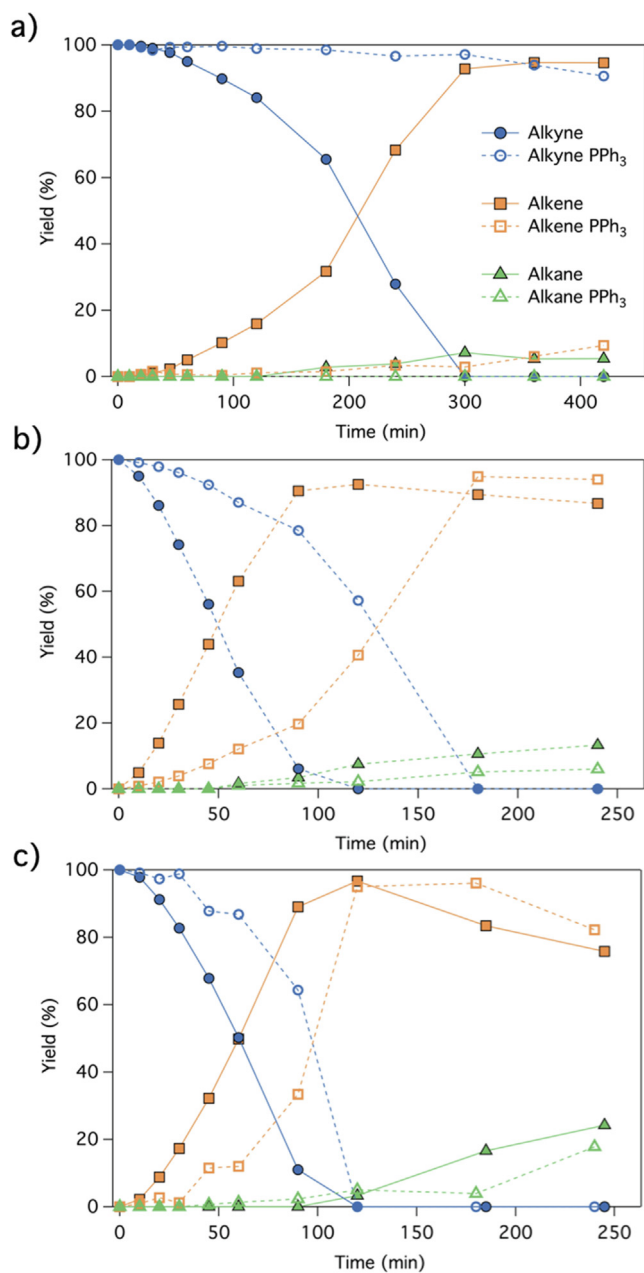 a)
100
80
60
40
20
0
Yield (%)
Alkyne
Alkyne PPh₃
Alkene
Alkene PPh₃
Alkane
Alkane PPh₃
0 100 200 300 400
Time (min)
b)
100
80
60
40
20
0
Yield (%)
0 50 100 150 200 250
Time (min)
c)
100
80
60
40
20
0
Yield (%)
0 50 100 150 200 250
Time (min)